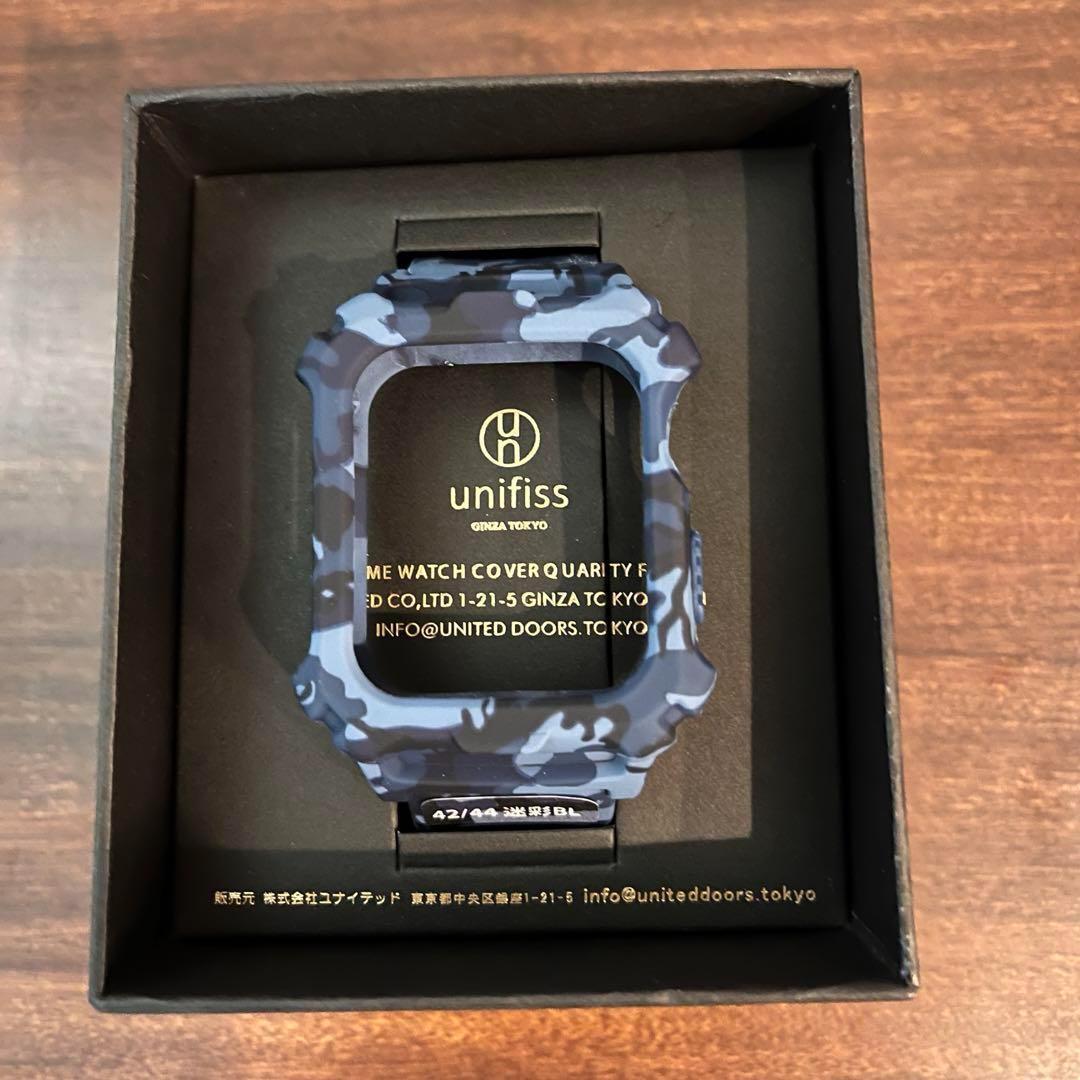 un
unifiss
GINZA TOKYO
ME WATCH COVER QUARITY F
ED CO,LTD 1-21-5 GINZA TOKYO
INFO@UNITED DOORS.TOKYO
42/44 迷彩BL
販売元 株式会社ユナイテッド 東京都中央区銀座1-21-5 info@uniteddoors.tokyo